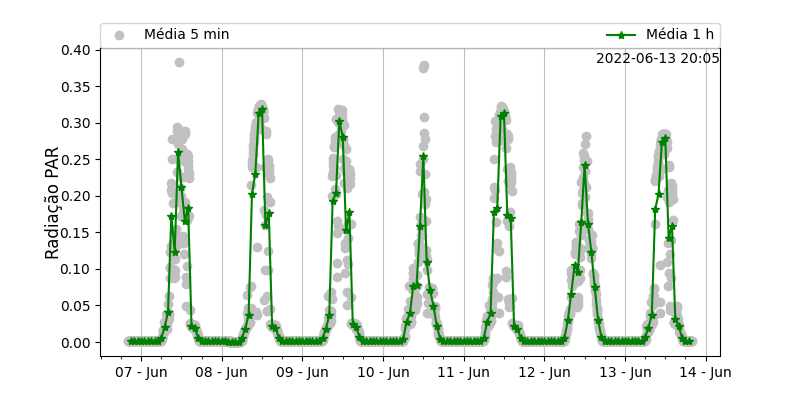 Média 5 min
Média 1 h
2022-06-13 20:05
Radiação PAR
0.40
0.35
0.30
0.25
0.20
0.15
0.10
0.05
0.00
07 - Jun 08 - Jun 09 - Jun 10 - Jun 11 - Jun 12 - Jun 13 - Jun 14 - Jun